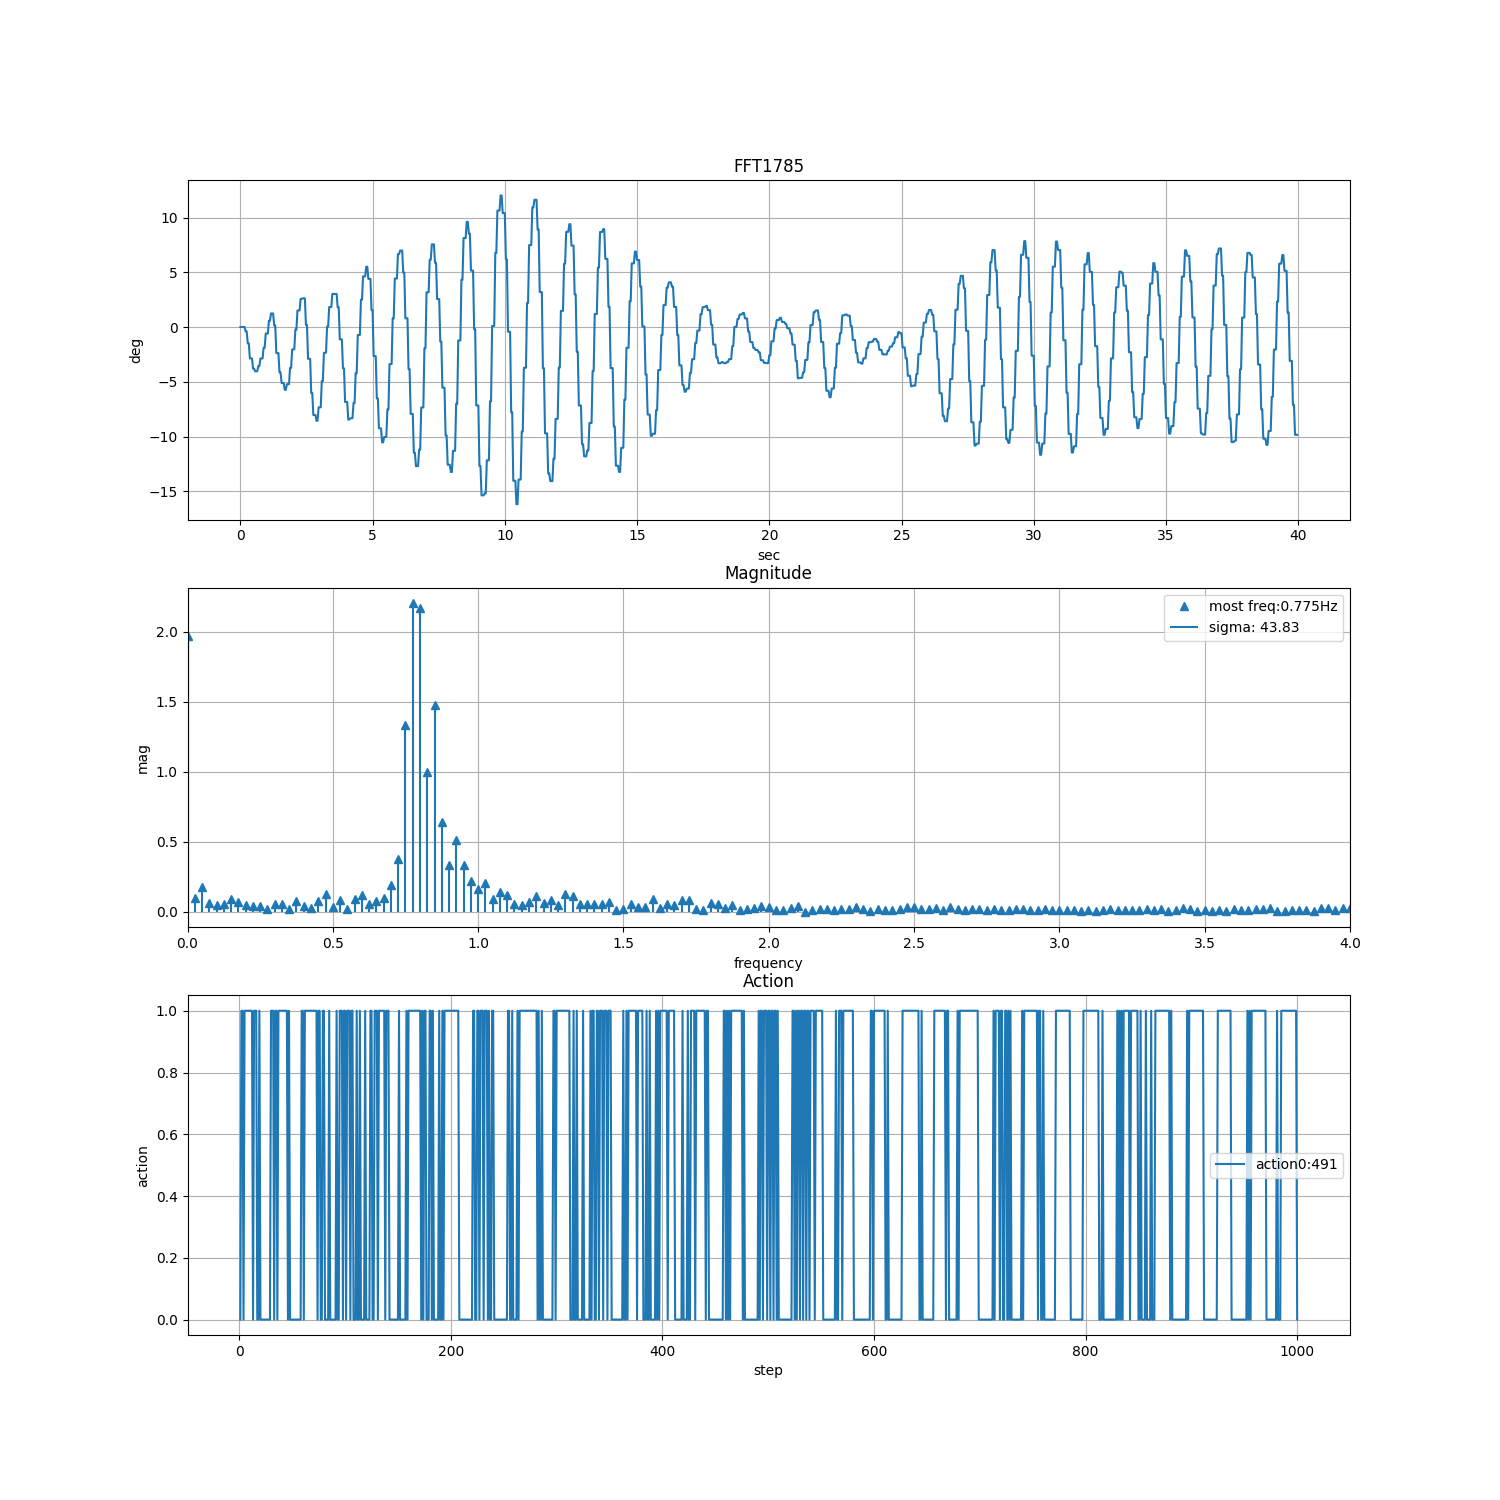 FFT1785
10
5
0
−5
−10
−15
deg
0 5 10 15 20 25 30 35 40
sec
Magnitude
most freq:0.775Hz
sigma: 43.83
2.0
1.5
1.0
0.5
0.0
mag
0.0 0.5 1.0 1.5 2.0 2.5 3.0 3.5 4.0
frequency
Action
1.0
0.8
0.6
0.4
0.2
0.0
action
action0:491
0 200 400 600 800 1000
step